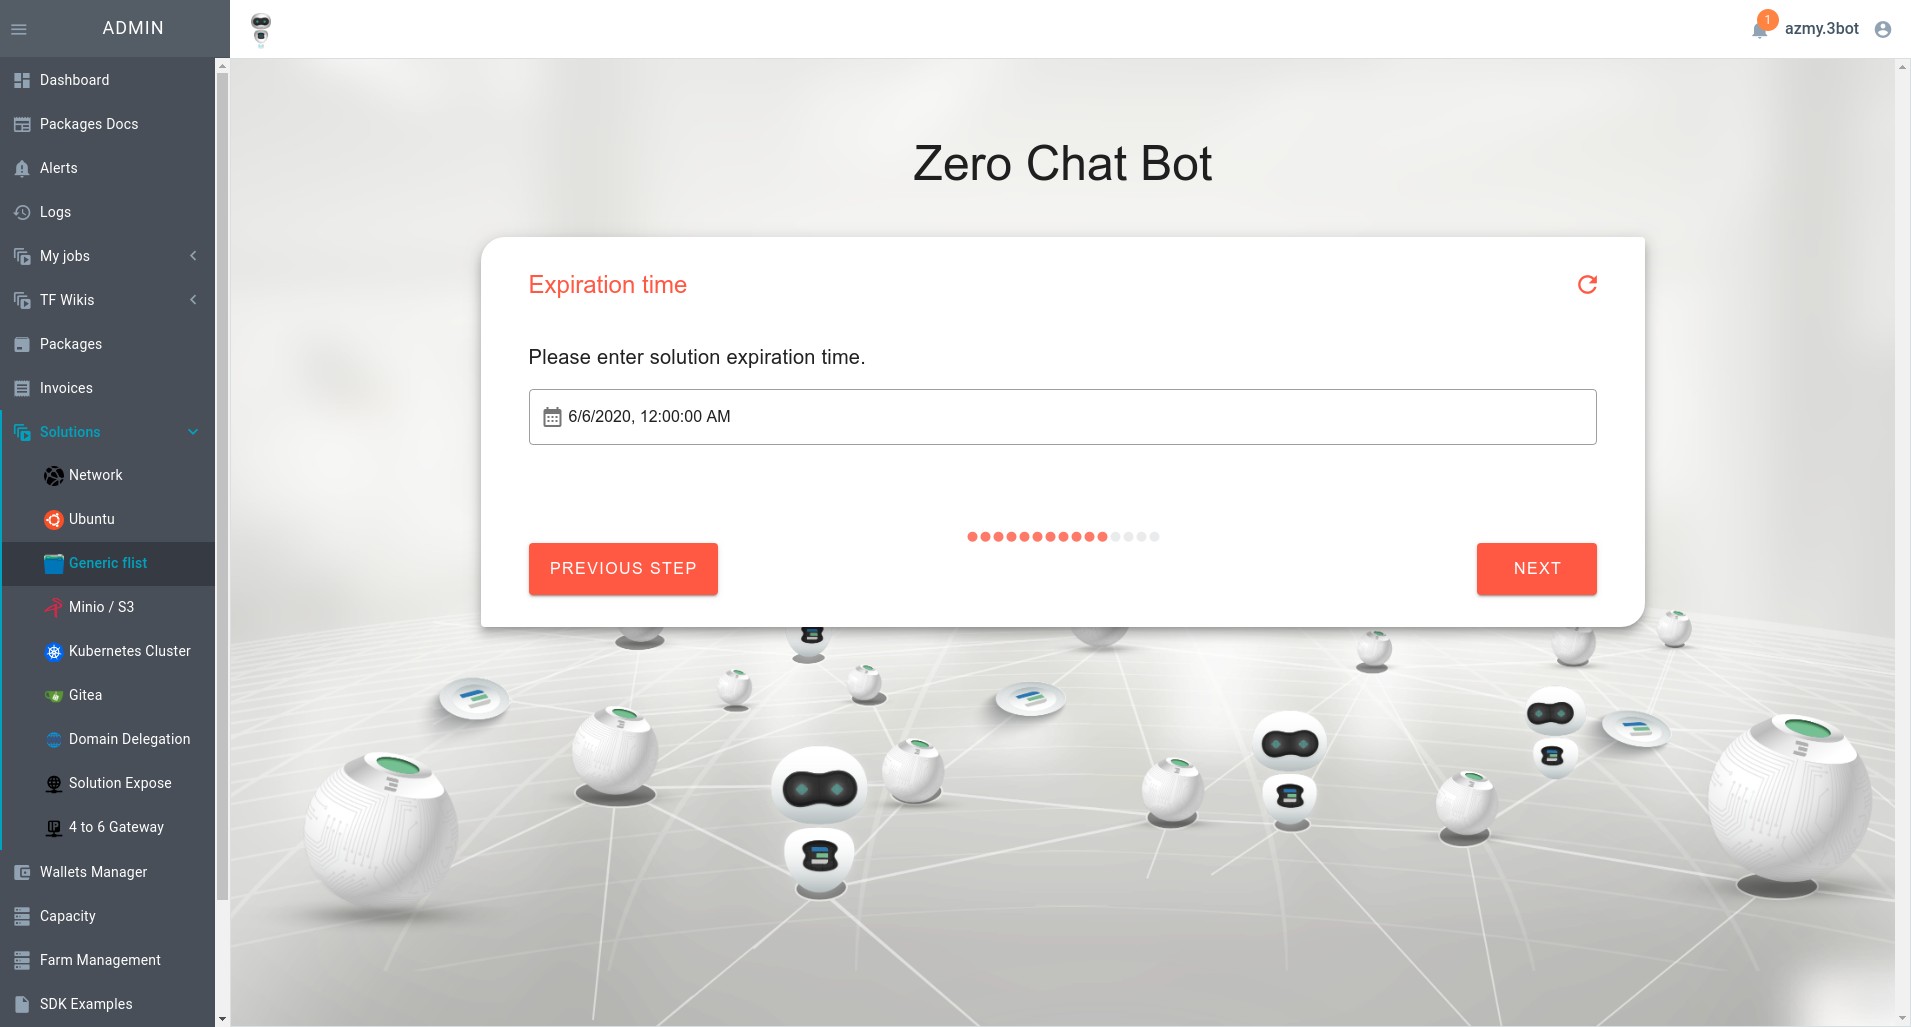 ADMIN
1
azmy.3bot
Dashboard
Packages Docs
Alerts
Logs
My jobs
TF Wikis
Packages
Invoices
Solutions
Network
Ubuntu
Generic flist
Minio / S3
Kubernetes Cluster
Gitea
Domain Delegation
Solution Expose
4 to 6 Gateway
Wallets Manager
Capacity
Farm Management
SDK Examples
Zero Chat Bot
Expiration time
Please enter solution expiration time.
6/6/2020, 12:00:00 AM
PREVIOUS STEP
NEXT